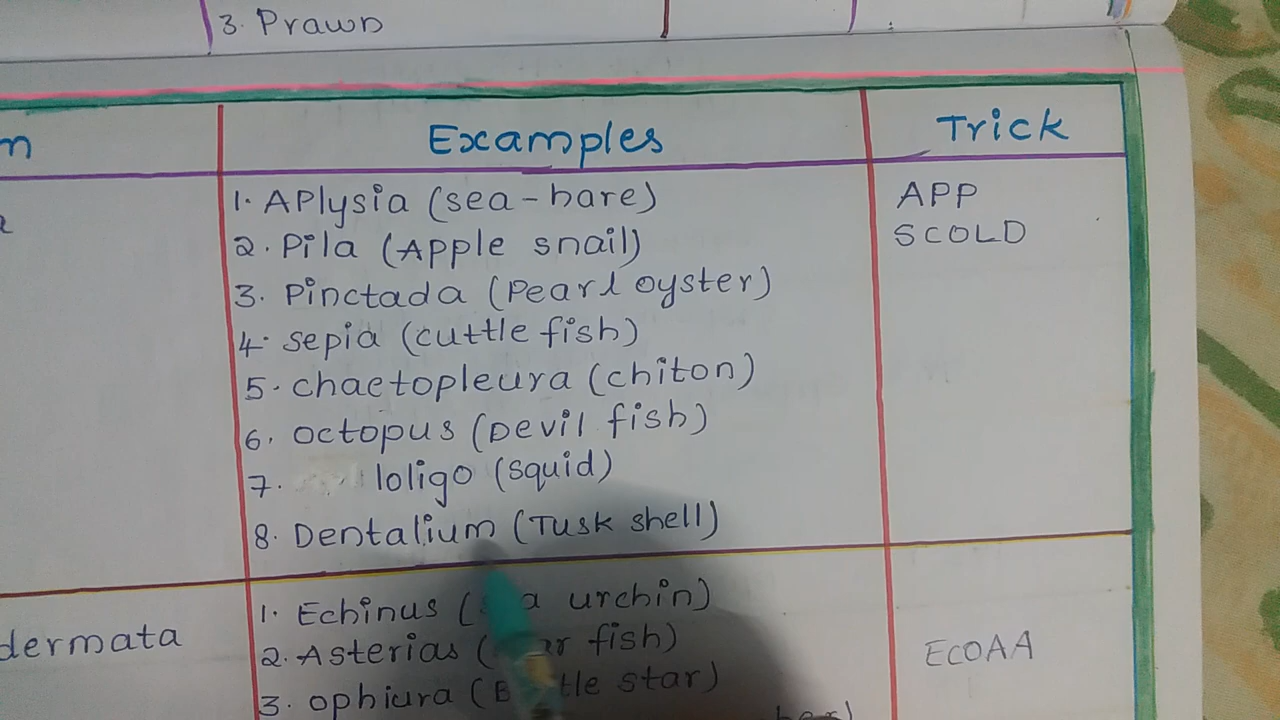 3. Prawn
n Examples Trick
1. Aplysia (sea-hare) APP
2. Pila (Apple snail) SCOLD
3. Pinctada (Pearl oyster)
4. sepia (cuttle fish)
5. chaetopleura (chiton)
6. octopus (Devil fish)
7. loligo (squid)
8. Dentalium (Tusk shell)
1. Echinus ( a urchin)
dermata 2. Asterias ( ar fish) ECOAA
3. ophiura (B tle star)